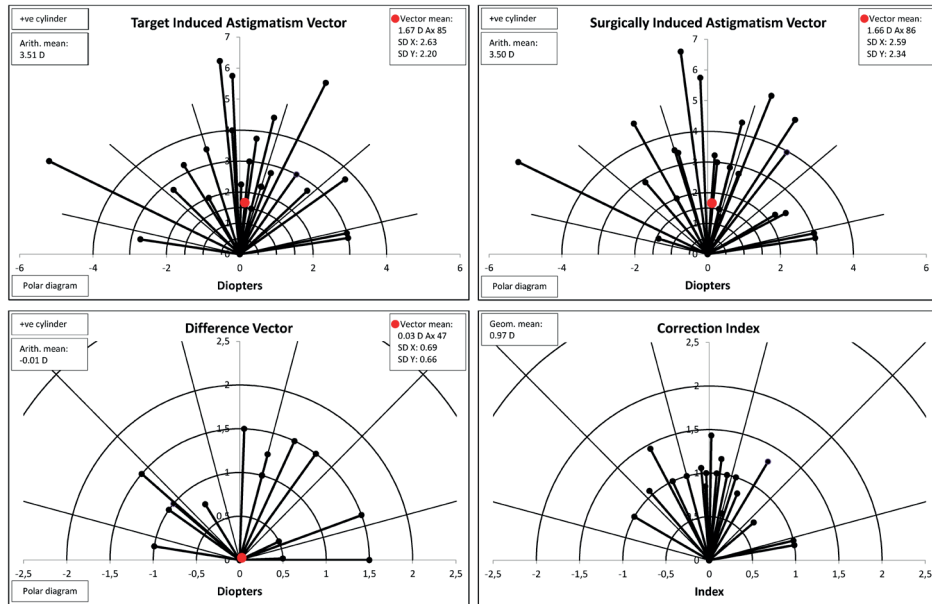 +ve cylinder
Target Induced Astigmatism Vector
Vector mean:
1.67 D Ax 85
SD X: 2.63
SD Y: 2.20
Arith. mean:
3.51 D
7
6
5
4
3
2
1
0
-6
-4
-2
0
2
4
6
Polar diagram
Diopters
+ve cylinder
Surgically Induced Astigmatism Vector
Vector mean:
1.66 D Ax 86
SD X: 2.59
SD Y: 2.34
Arith. mean:
3.50 D
7
6
5
4
3
2
1
0
-6
-4
-2
0
2
4
6
Polar diagram
Diopters
+ve cylinder
Difference Vector
Vector mean:
0.03 D Ax 47
SD X: 0.69
SD Y: 0.66
Arith. mean:
-0.01 D
2,5
2
1,5
1
0,5
0
-2,5
-2
-1,5
-1
-0,5
0
0,5
1
1,5
2
2,5
Polar diagram
Diopters
Geom. mean:
0.97 D
Correction Index
2,5
2
1,5
1
0,5
0
-2,5
-2
-1,5
-1
-0,5
0
0,5
1
1,5
2
2,5
Index